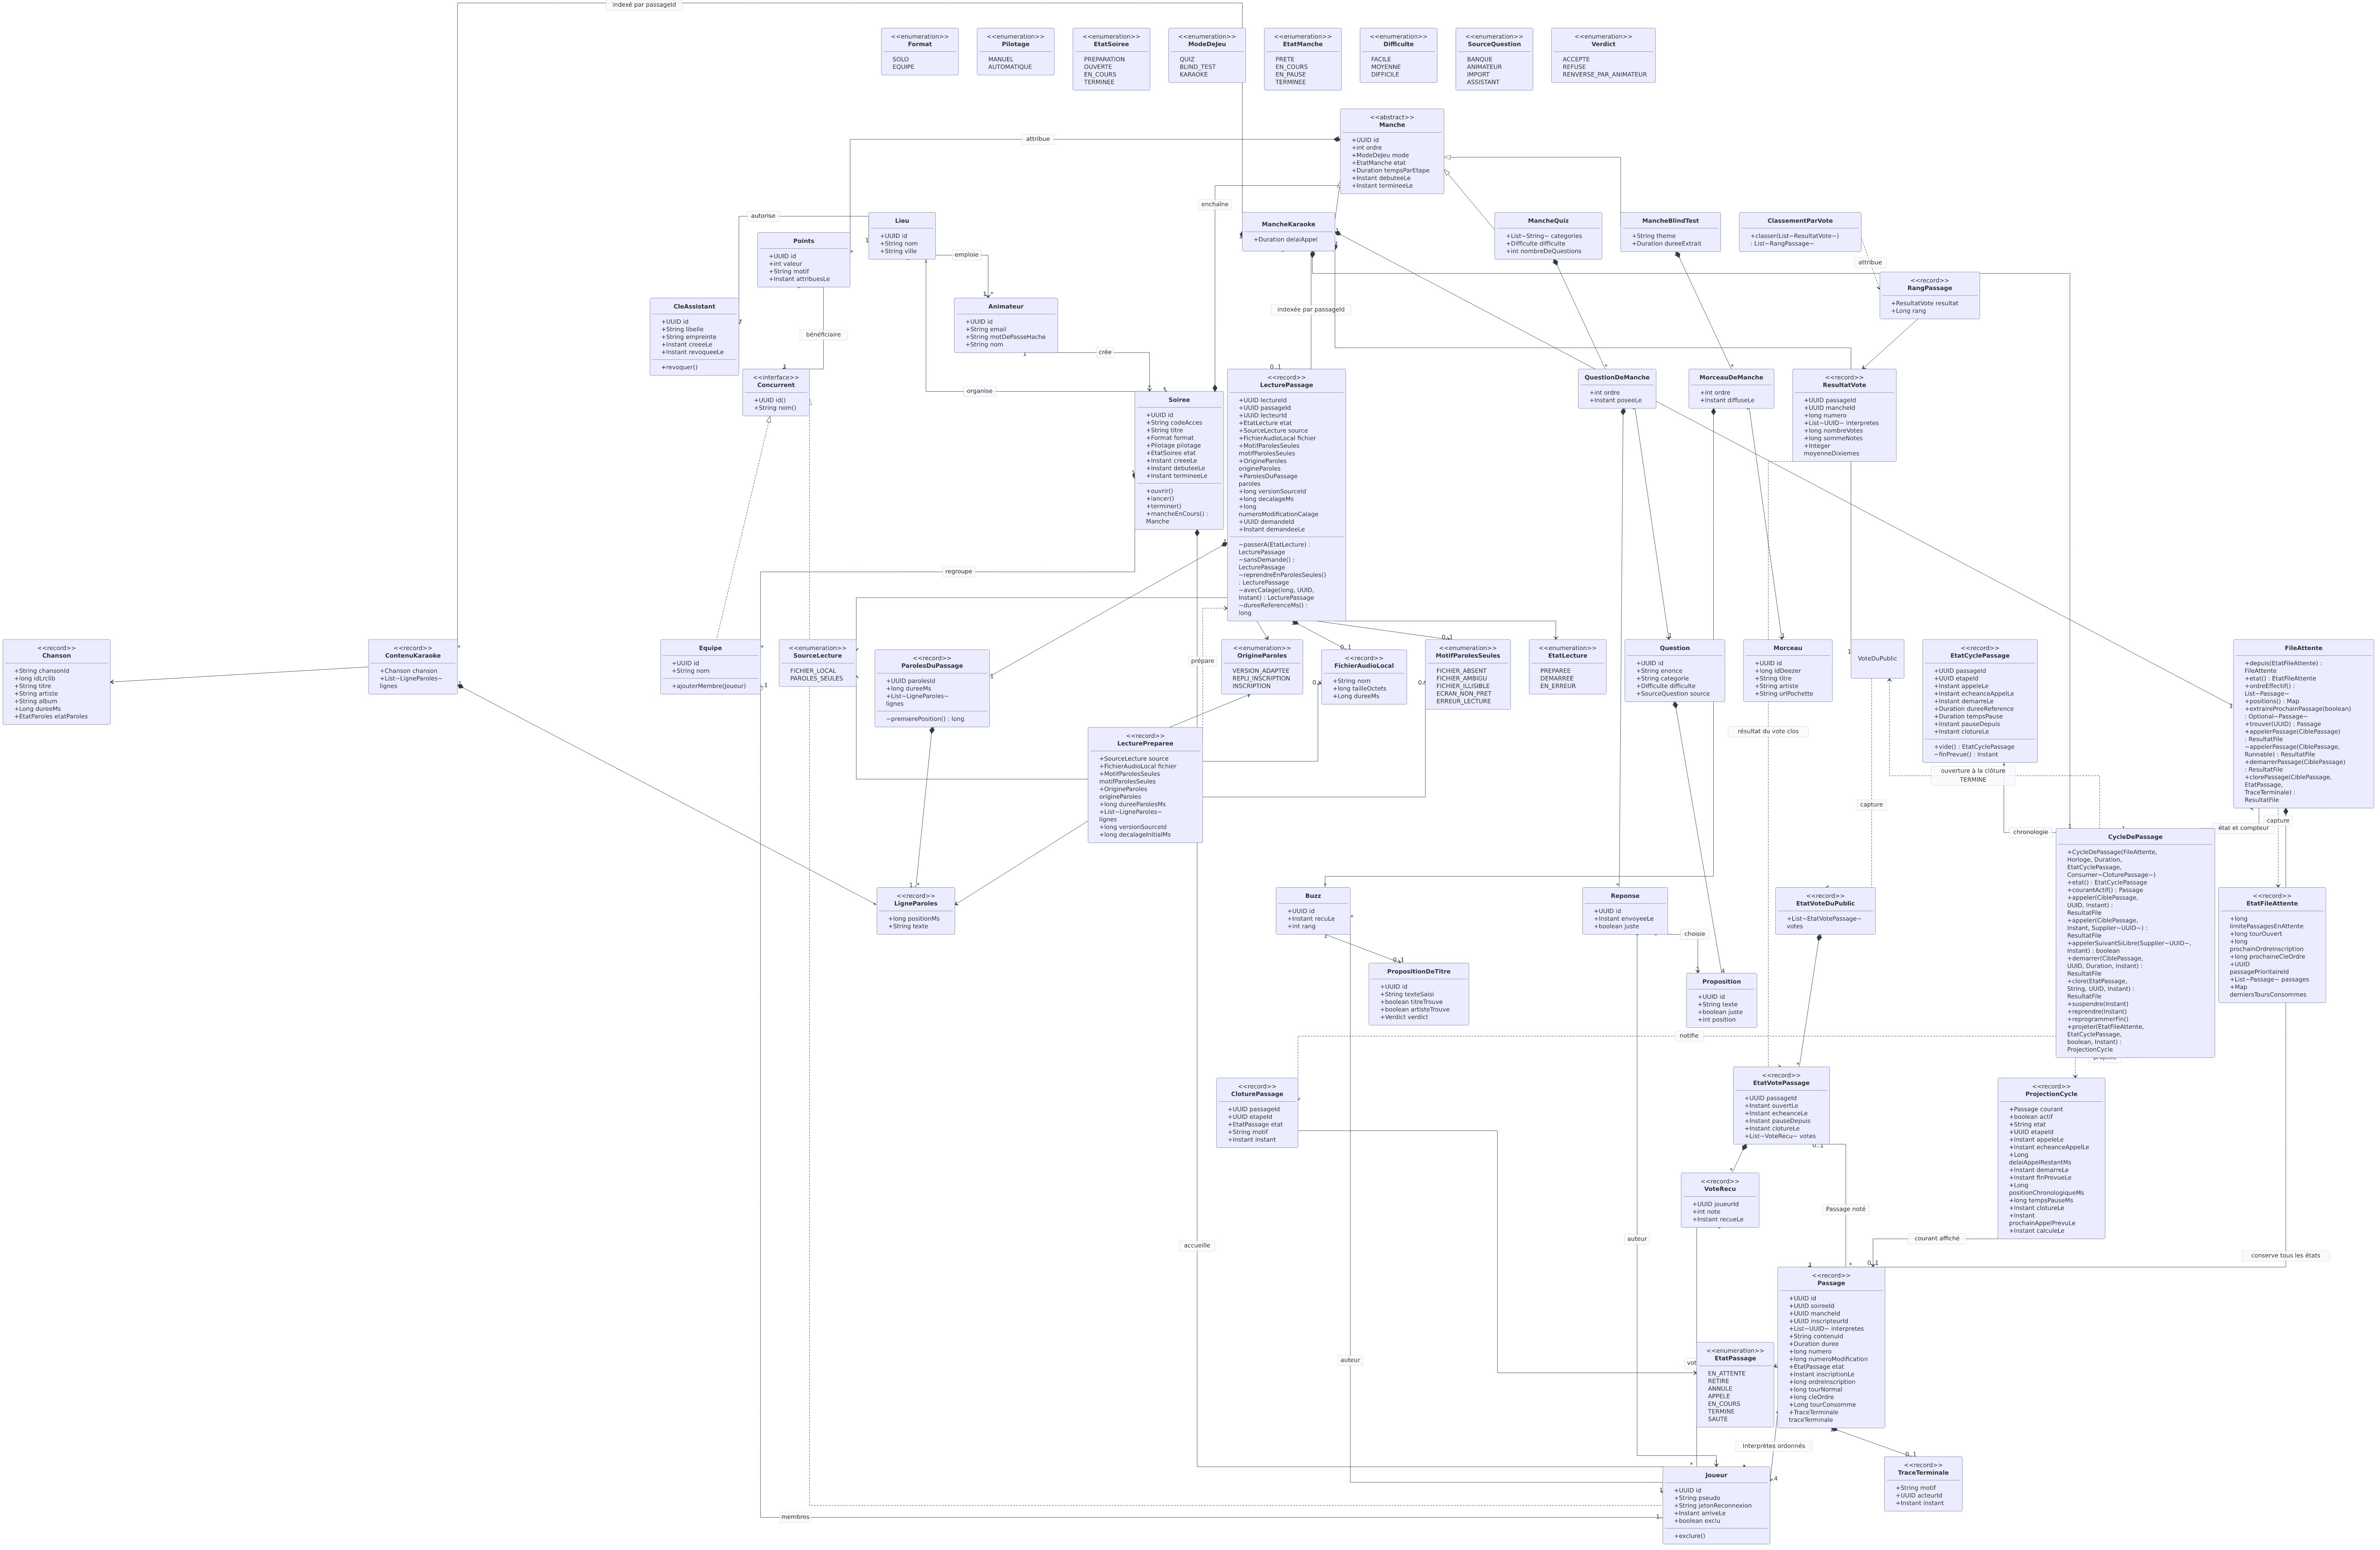 indexé par passageId
<<enumeration>>
Format
SOLO
EQUIPE
<<enumeration>>
Pilotage
MANUEL
AUTOMATIQUE
<<enumeration>>
EtatSoiree
PREPARATION
OUVERTE
EN_COURS
TERMINEE
<<enumeration>>
ModeDeJeu
QUIZ
BLIND_TEST
KARAOKE
<<enumeration>>
EtatManche
PRETE
EN_COURS
EN_PAUSE
TERMINEE
<<enumeration>>
Difficulte
FACILE
MOYENNE
DIFFICILE
<<enumeration>>
SourceQuestion
BANQUE
ANIMATEUR
IMPORT
ASSISTANT
<<enumeration>>
Verdict
ACCEPTE
REFUSE
RENVERSE_PAR_ANIMATEUR
<<abstract>>
Manche
+UUID id
+int ordre
+ModeDeJeu mode
+EtatManche etat
+Duration tempsParEtape
+Instant debuteeLe
+Instant termineeLe
attribue
enchaîne
autorise
Lieu
+UUID id
+String nom
+String ville
Points
+UUID id
+int valeur
+String motif
+Instant attribuesLe
emploie
MancheKaraoke
+Duration delaiAppel
MancheQuiz
+List~String~ categories
+Difficulte difficulte
+int nombreDeQuestions
MancheBlindTest
+String theme
+Duration dureeExtrait
ClassementParVote
+classer(List~ResultatVote~)
: List~RangPassage~
attribue
<<record>>
RangPassage
+ResultatVote resultat
+Long rang
CleAssistant
+UUID id
+String libelle
+String empreinte
+Instant creeeLe
+Instant revoqueeLe
+revoquer()
bénéficiaire
1..*
Animateur
+UUID id
+String email
+String motDePasseHache
+String nom
indexée par passageId
crée
organise
<<interface>>
Concurrent
+UUID id()
+String nom()
Soiree
+UUID id
+String codeAcces
+String titre
+Format format
+Pilotage pilotage
+EtatSoiree etat
+Instant creeeLe
+Instant debuteeLe
+Instant termineeLe
+ouvrir()
+lancer()
+terminer()
+mancheEnCours() :
Manche
0..1
<<record>>
LecturePassage
+UUID lectureId
+UUID passageId
+UUID lecteurId
+EtatLecture etat
+SourceLecture source
+FichierAudioLocal fichier
+MotifParolesSeules
motifParolesSeules
+OrigineParoles
origineParoles
+ParolesDuPassage
paroles
+long versionSourceId
+long decalageMs
+long
numeroModificationCalage
+UUID demandeId
+Instant demandeeLe
~passerA(EtatLecture) :
LecturePassage
~sansDemande() :
LecturePassage
~reprendreEnParolesSeules()
: LecturePassage
~avecCalage(long, UUID,
Instant) : LecturePassage
~dureeReferenceMs() :
long
QuestionDeManche
+int ordre
+Instant poseeLe
MorceauDeManche
+int ordre
+Instant diffuseLe
<<record>>
ResultatVote
+UUID passageId
+UUID mancheId
+long numero
+List~UUID~ interpretes
+long nombreVotes
+long sommeNotes
+Integer
moyenneDixiemes
regroupe
<<record>>
Chanson
+String chansonId
+long idLrclib
+String titre
+String artiste
+String album
+Long dureeMs
+EtatParoles etatParoles
<<record>>
ContenuKaraoke
+Chanson chanson
+List~LigneParoles~
lignes
Equipe
+UUID id
+String nom
+ajouterMembre(Joueur)
<<enumeration>>
SourceLecture
FICHIER_LOCAL
PAROLES_SEULES
<<record>>
ParolesDuPassage
+UUID parolesId
+long dureeMs
+List~LigneParoles~
lignes
~premierePosition() : long
prépare
<<enumeration>>
OrigineParoles
VERSION_ADAPTEE
REPLI_INSCRIPTION
INSCRIPTION
0..1
<<record>>
FichierAudioLocal
+String nom
+long tailleOctets
+Long dureeMs
0..1
<<enumeration>>
MotifParolesSeules
FICHIER_ABSENT
FICHIER_AMBIGU
FICHIER_ILLISIBLE
ECRAN_NON_PRET
ERREUR_LECTURE
<<enumeration>>
EtatLecture
PREPAREE
DEMARREE
EN_ERREUR
Question
+UUID id
+String enonce
+String categorie
+Difficulte difficulte
+SourceQuestion source
Morceau
+UUID id
+long idDeezer
+String titre
+String artiste
+String urlPochette
VoteDuPublic
<<record>>
EtatCyclePassage
+UUID passageId
+UUID etapeId
+Instant appeleLe
+Instant echeanceAppelLe
+Instant demarreLe
+Duration dureeReference
+Duration tempsPause
+Instant pauseDepuis
+Instant clotureLe
+vide() : EtatCyclePassage
~finPrevue() : Instant
FileAttente
+depuis(EtatFileAttente) :
FileAttente
+etat() : EtatFileAttente
+ordreEffectif() :
List~Passage~
+positions() : Map
+extraireProchainPassage(boolean)
: Optional~Passage~
+trouver(UUID) : Passage
+appelerPassage(CiblePassage)
: ResultatFile
~appelerPassage(CiblePassage,
Runnable) : ResultatFile
+demarrerPassage(CiblePassage)
: ResultatFile
+clorePassage(CiblePassage,
EtatPassage,
TraceTerminale) :
ResultatFile
<<record>>
LecturePreparee
+SourceLecture source
+FichierAudioLocal fichier
+MotifParolesSeules
motifParolesSeules
+OrigineParoles
origineParoles
+long dureeParolesMs
+List~LigneParoles~
lignes
+long versionSourceId
+long decalageInitialMs
résultat du vote clos
ouverture à la clôture
TERMINE
capture
capture
chronologie
état et compteur
CycleDePassage
+CycleDePassage(FileAttente,
Horloge, Duration,
EtatCyclePassage,
Consumer~CloturePassage~)
+etat() : EtatCyclePassage
+courantActif() : Passage
+appeler(CiblePassage,
UUID, Instant) :
ResultatFile
+appeler(CiblePassage,
Instant, Supplier~UUID~) :
ResultatFile
+appelerSuivantSiLibre(Supplier~UUID~,
Instant) : boolean
+demarrer(CiblePassage,
UUID, Duration, Instant) :
ResultatFile
+clore(EtatPassage,
String, UUID, Instant) :
ResultatFile
+suspendre(Instant)
+reprendre(Instant)
+reprogrammerFin()
+projeter(EtatFileAttente,
EtatCyclePassage,
boolean, Instant) :
ProjectionCycle
1..*
<<record>>
LigneParoles
+long positionMs
+String texte
Buzz
+UUID id
+Instant recuLe
+int rang
Reponse
+UUID id
+Instant envoyeeLe
+boolean juste
choisie
<<record>>
EtatVoteDuPublic
+List~EtatVotePassage~
votes
<<record>>
EtatFileAttente
+long
limitePassagesEnAttente
+long tourOuvert
+long
prochainOrdreInscription
+long prochaineCleOrdre
+UUID
passagePrioritaireId
+List~Passage~ passages
+Map
derniersToursConsommes
0..1
PropositionDeTitre
+UUID id
+String texteSaisi
+boolean titreTrouve
+boolean artisteTrouve
+Verdict verdict
4
Proposition
+UUID id
+String texte
+boolean juste
+int position
notifie
<<record>>
CloturePassage
+UUID passageId
+UUID etapeId
+EtatPassage etat
+String motif
+Instant instant
<<record>>
EtatVotePassage
+UUID passageId
+Instant ouvertLe
+Instant echeanceLe
+Instant pauseDepuis
+Instant clotureLe
+List~VoteRecu~ votes
0..1
<<record>>
ProjectionCycle
+Passage courant
+boolean actif
+String etat
+UUID etapeId
+Instant appeleLe
+Instant echeanceAppelLe
+Long
delaiAppelRestantMs
+Instant demarreLe
+Instant finPrevueLe
+Long
positionChronologiqueMs
+long tempsPauseMs
+Instant clotureLe
+Instant
prochainAppelPrevuLe
+Instant calculeLe
<<record>>
VoteRecu
+UUID joueurId
+int note
+Instant recueLe
Passage noté
accueille
auteur
courant affiché
conserve tous les états
0..1
<<record>>
Passage
+UUID id
+UUID soireeId
+UUID mancheId
+UUID inscripteurId
+List~UUID~ interpretes
+String contenuId
+Duration duree
+long numero
+long numeroModification
+EtatPassage etat
+Instant inscriptionLe
+long ordreInscription
+long tourNormal
+long cleOrdre
+Long tourConsomme
+TraceTerminale
traceTerminale
auteur
<<enumeration>>
EtatPassage
EN_ATTENTE
RETIRE
ANNULE
APPELE
EN_COURS
TERMINE
SAUTE
Interprètes ordonnés
0..1
<<record>>
TraceTerminale
+String motif
+UUID acteurId
+Instant instant
Joueur
+UUID id
+String pseudo
+String jetonReconnexion
+Instant arriveLe
+boolean exclu
+exclure()
membres